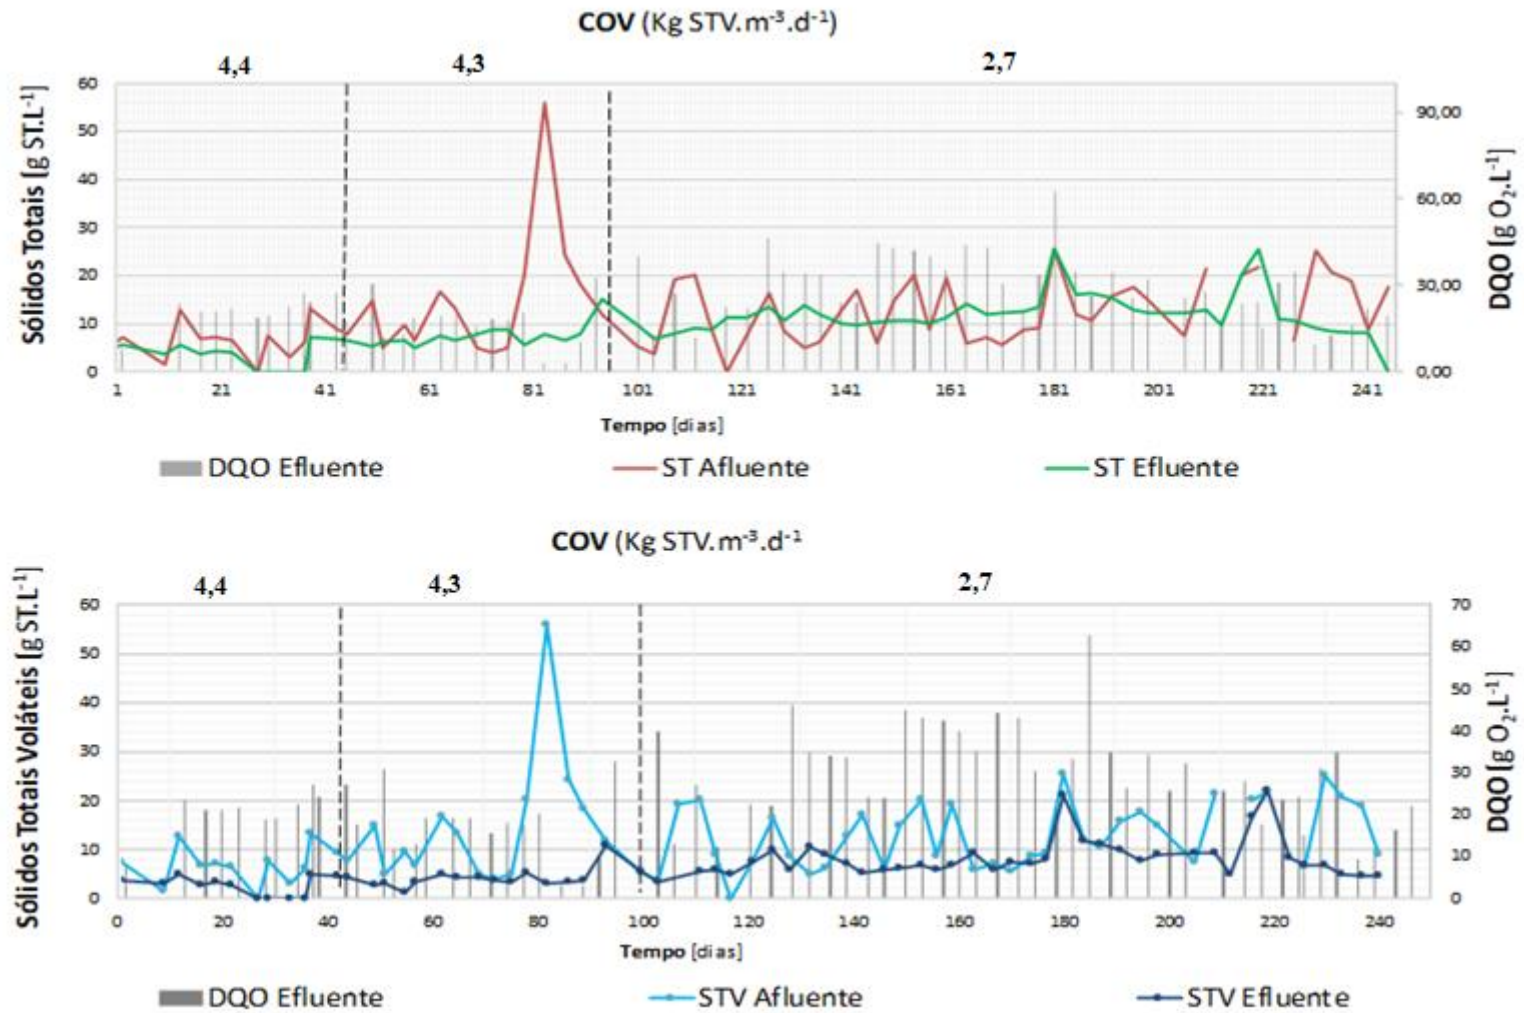 COV (Kg STV.m⁻³.d⁻¹)
4,4 4,3 2,7
Sólidos Totais [g ST.L⁻¹]
60
50
40
30
20
10
0
90,00
60,00
30,00
0,00
DQO [g O₂.L⁻¹]
1 21 41 61 81 101 121 141 161 181 201 221 241
Tempo [dias]
DQO Efluente ST Afluente ST Efluente
COV (Kg STV.m⁻³.d⁻¹
4,4 4,3 2,7
Sólidos Totais Voláteis [g ST.L⁻¹]
60
50
40
30
20
10
0
70
60
50
40
30
20
10
0
DQO [g O₂.L⁻¹]
0 20 40 60 80 100 120 140 160 180 200 220 240
Tempo [dias]
DQO Efluente STV Afluente STV Efluente